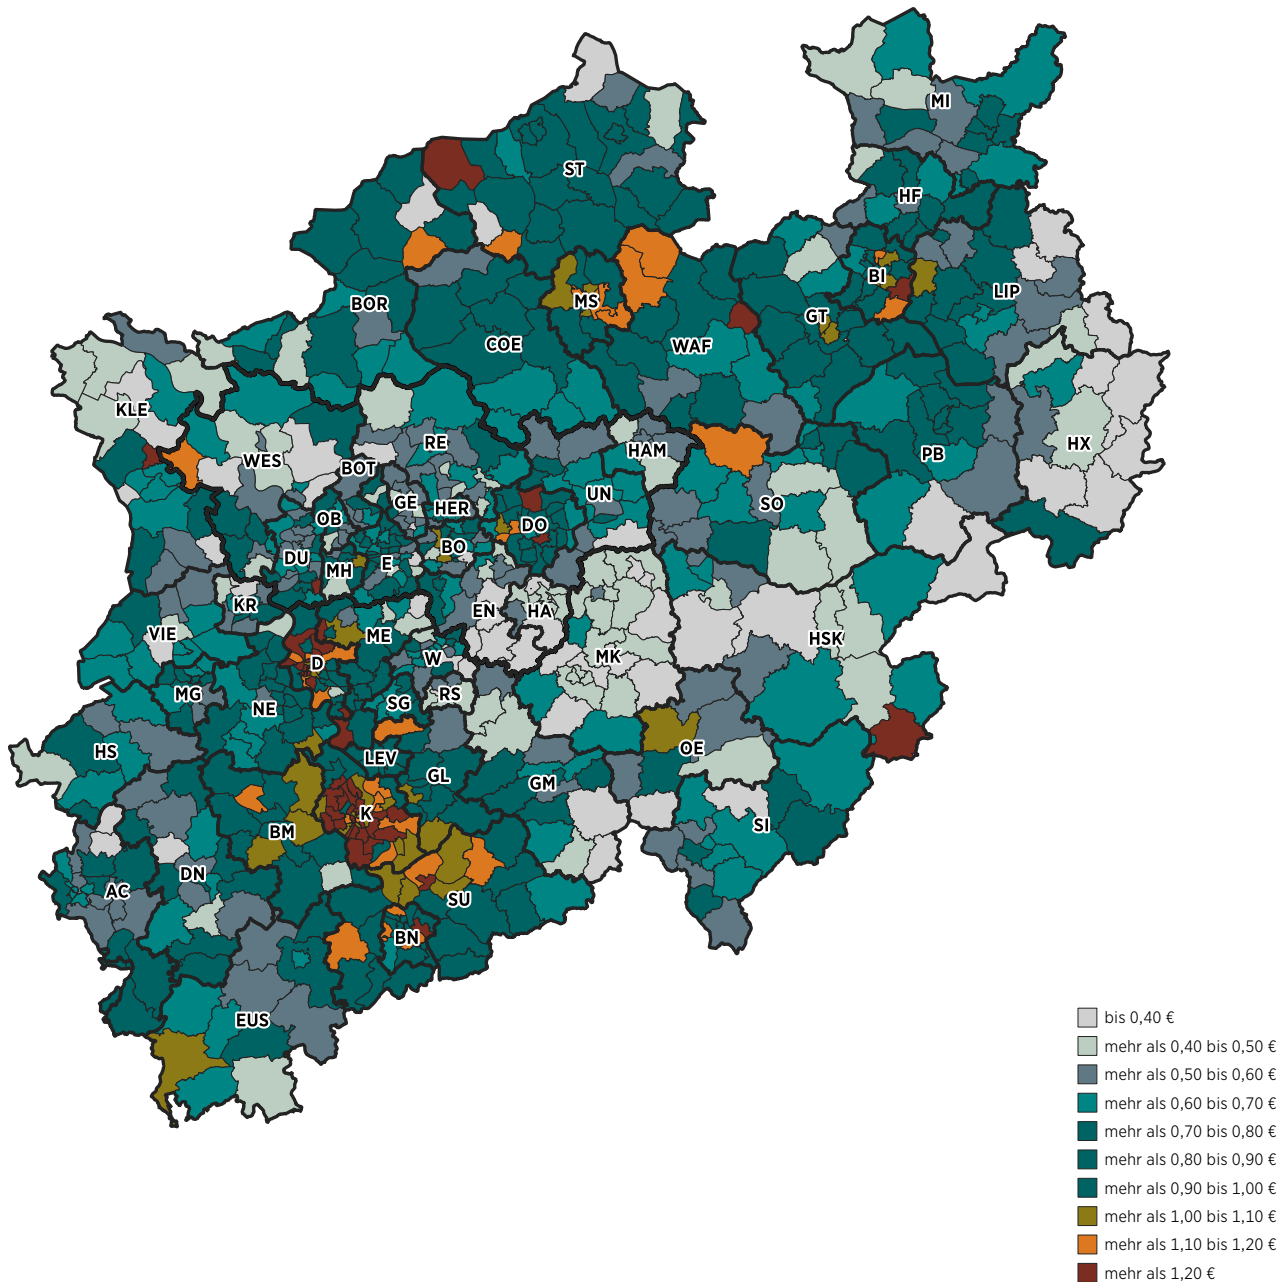 MI
ST
HF
BI
LIP
BOR
MS
GT
COE
WAF
KLE
RE
HAM
HX
WES
BOT
PB
GE
HER
UN
SO
OB
DO
DU
BO
MH
E
KR
EN
HA
VIE
ME
HSK
D
W
MK
MG
RS
NE
SG
HS
OE
LEV
GL
GM
K
BM
SI
DN
AC
SU
BN
EUS
bis 0,40 €
mehr als 0,40 bis 0,50 €
mehr als 0,50 bis 0,60 €
mehr als 0,60 bis 0,70 €
mehr als 0,70 bis 0,80 €
mehr als 0,80 bis 0,90 €
mehr als 0,90 bis 1,00 €
mehr als 1,00 bis 1,10 €
mehr als 1,10 bis 1,20 €
mehr als 1,20 €